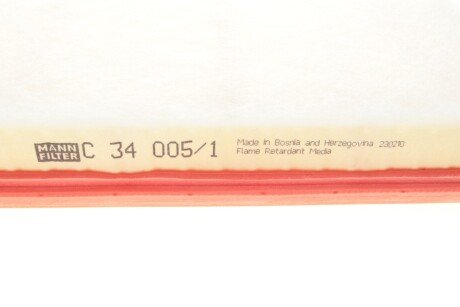 MANN
FILTER
C 34 005/1
Made in Bosnia and Herzegovina 230210
Flame Retardant Media